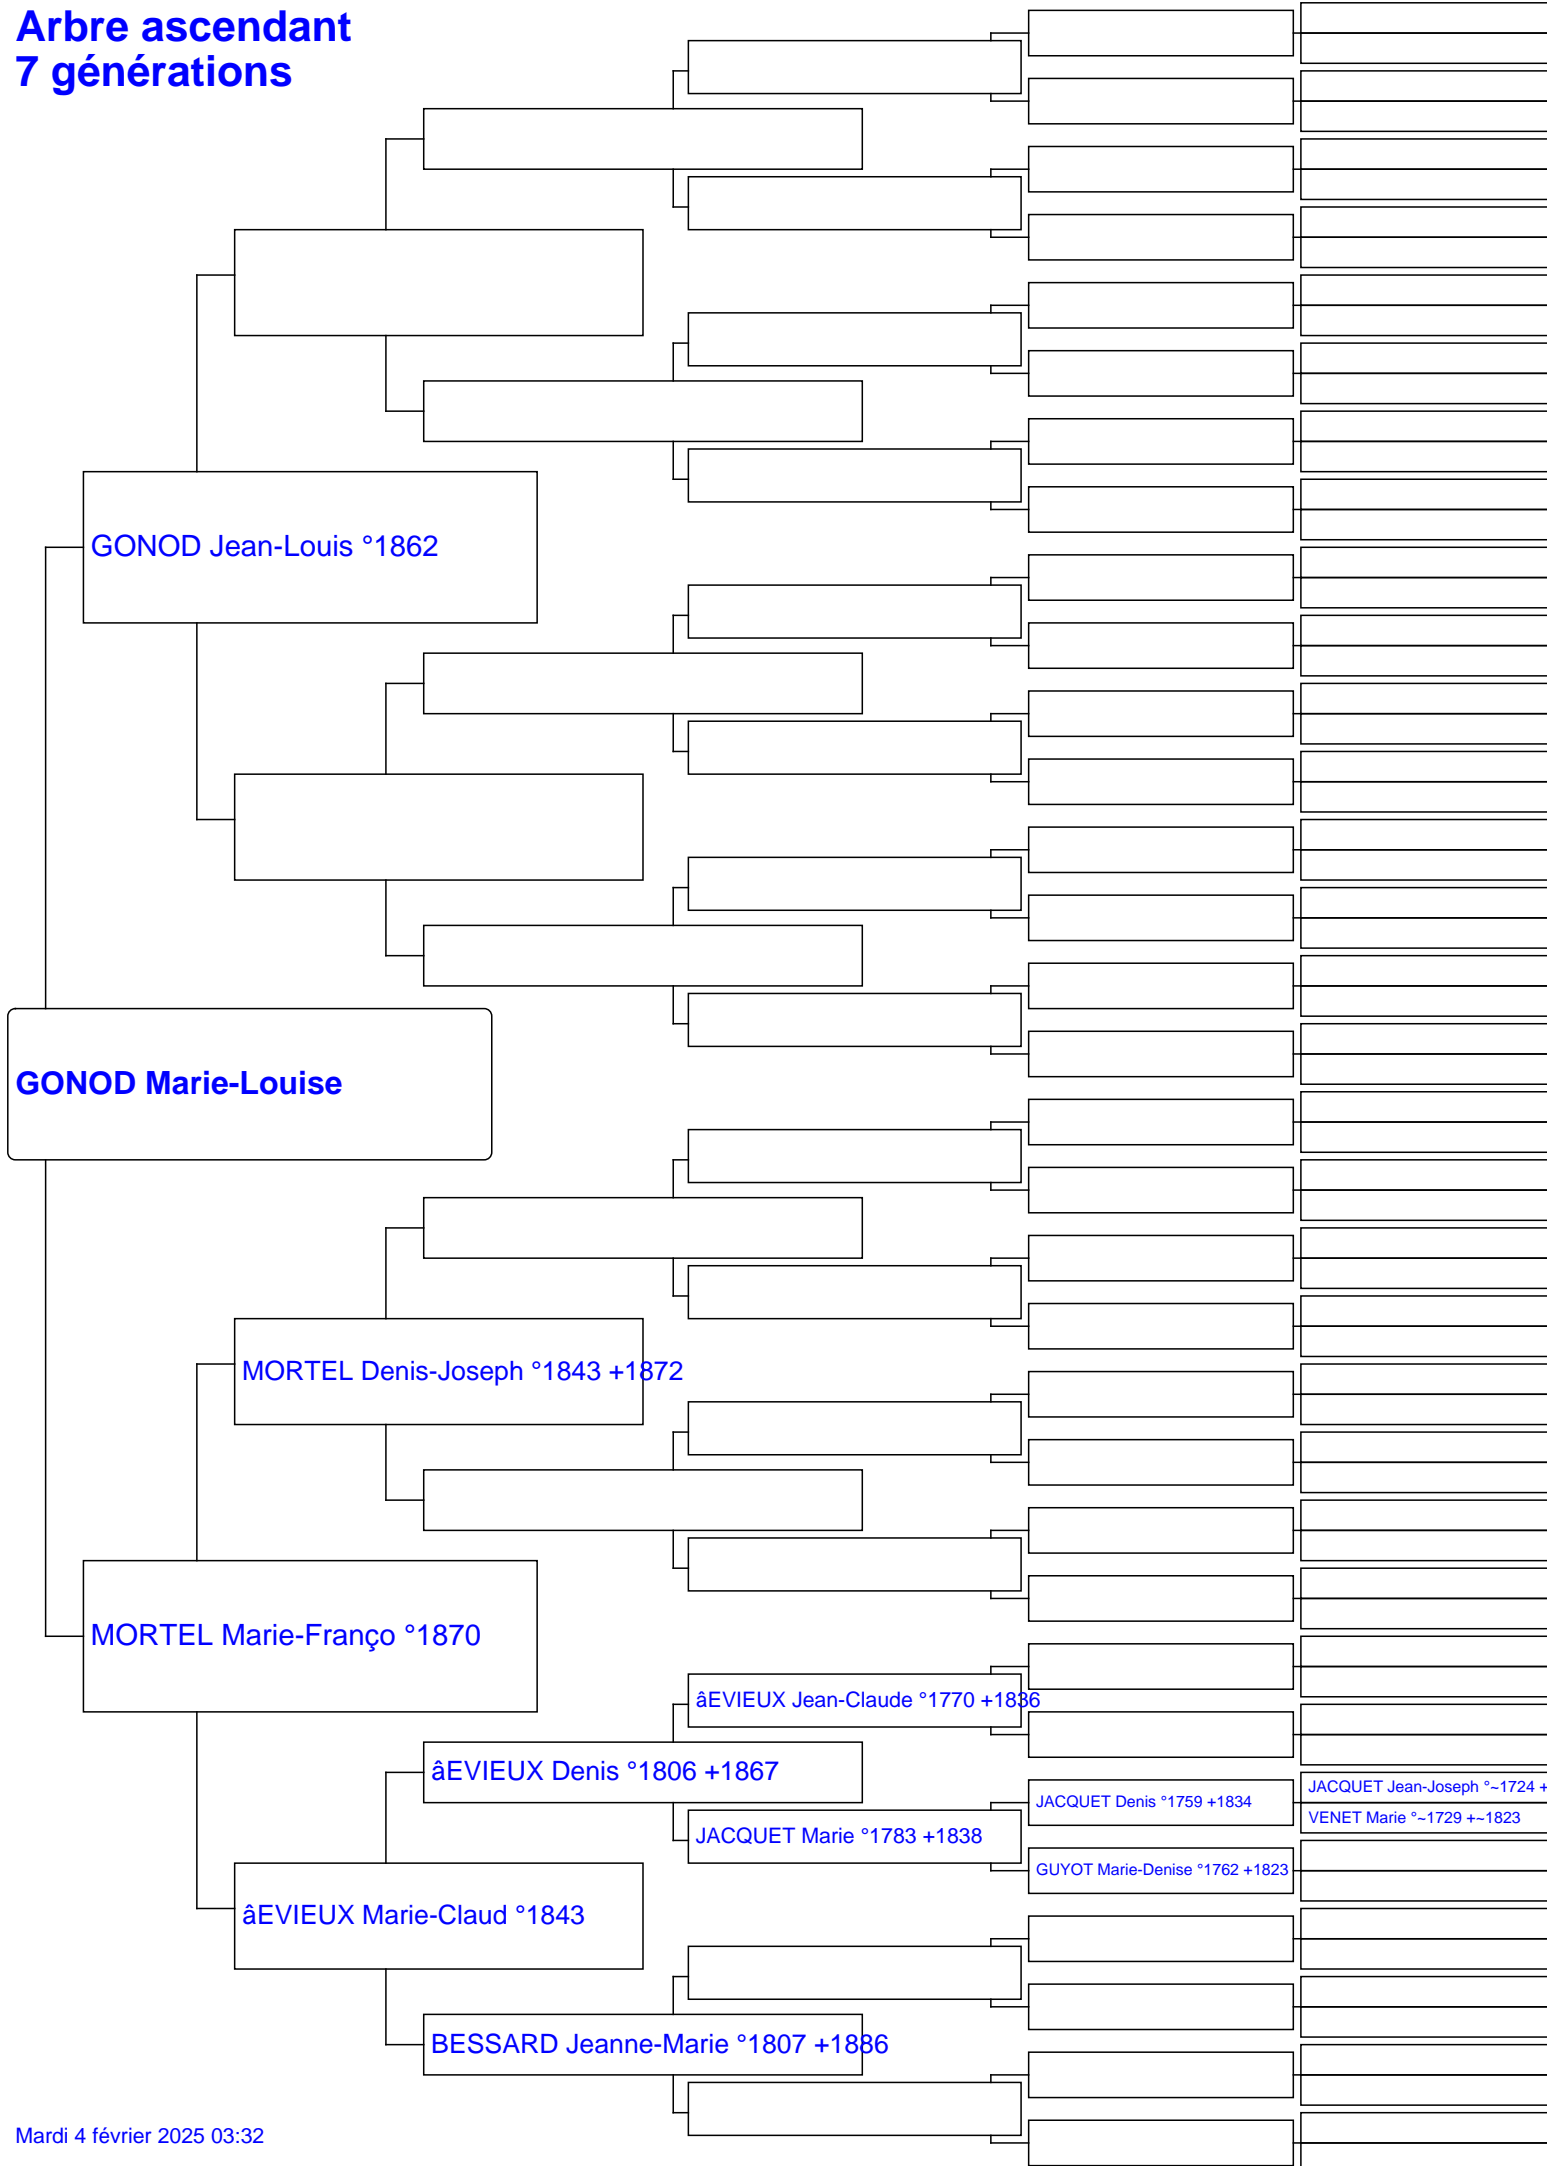 Arbre ascendant
7 générations
GONOD Jean-Louis °1862
GONOD Marie-Louise
MORTEL Denis-Joseph °1843 +1872
MORTEL Marie-Franço °1870
âEVIEUX Jean-Claude °1770 +1836
âEVIEUX Denis °1806 +1867
JACQUET Jean-Joseph °~1724 +
JACQUET Denis °1759 +1834
VENET Marie °~1729 +~1823
JACQUET Marie °1783 +1838
GUYOT Marie-Denise °1762 +1823
âEVIEUX Marie-Claud °1843
BESSARD Jeanne-Marie °1807 +1886
Mardi 4 février 2025 03:32